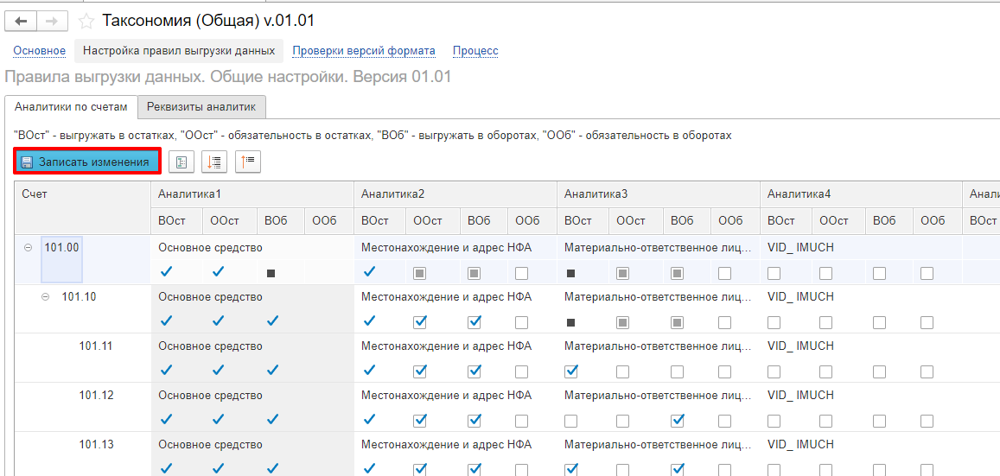 Таксономия (Общая) v.01.01
Основное Настройка правил выгрузки данных Проверки версий формата Процесс
Правила выгрузки данных. Общие настройки. Версия 01.01
Аналитики по счетам Реквизиты аналитик
"ВОст" - выгружать в остатках, "ООст" - обязательность в остатках, "ВОб" - выгружать в оборотах, "ООб" - обязательность в оборотах
Записать изменения
Счет Аналитика1 Аналитика2 Аналитика3 Аналитика4 Анали
ВОст ООст ВОб ООб ВОст ООст ВОб ООб ВОст ООст ВОб ООб ВОст ООст ВОб ООб ВОст
101.00 Основное средство Местонахождение и адрес НФА Материально-ответственное лиц... VID_ IMUCH
101.10 Основное средство Местонахождение и адрес НФА Материально-ответственное лиц... VID_ IMUCH
101.11 Основное средство Местонахождение и адрес НФА Материально-ответственное лиц... VID_ IMUCH
101.12 Основное средство Местонахождение и адрес НФА Материально-ответственное лиц... VID_ IMUCH
101.13 Основное средство Местонахождение и адрес НФА Материально-ответственное лиц... VID_ IMUCH